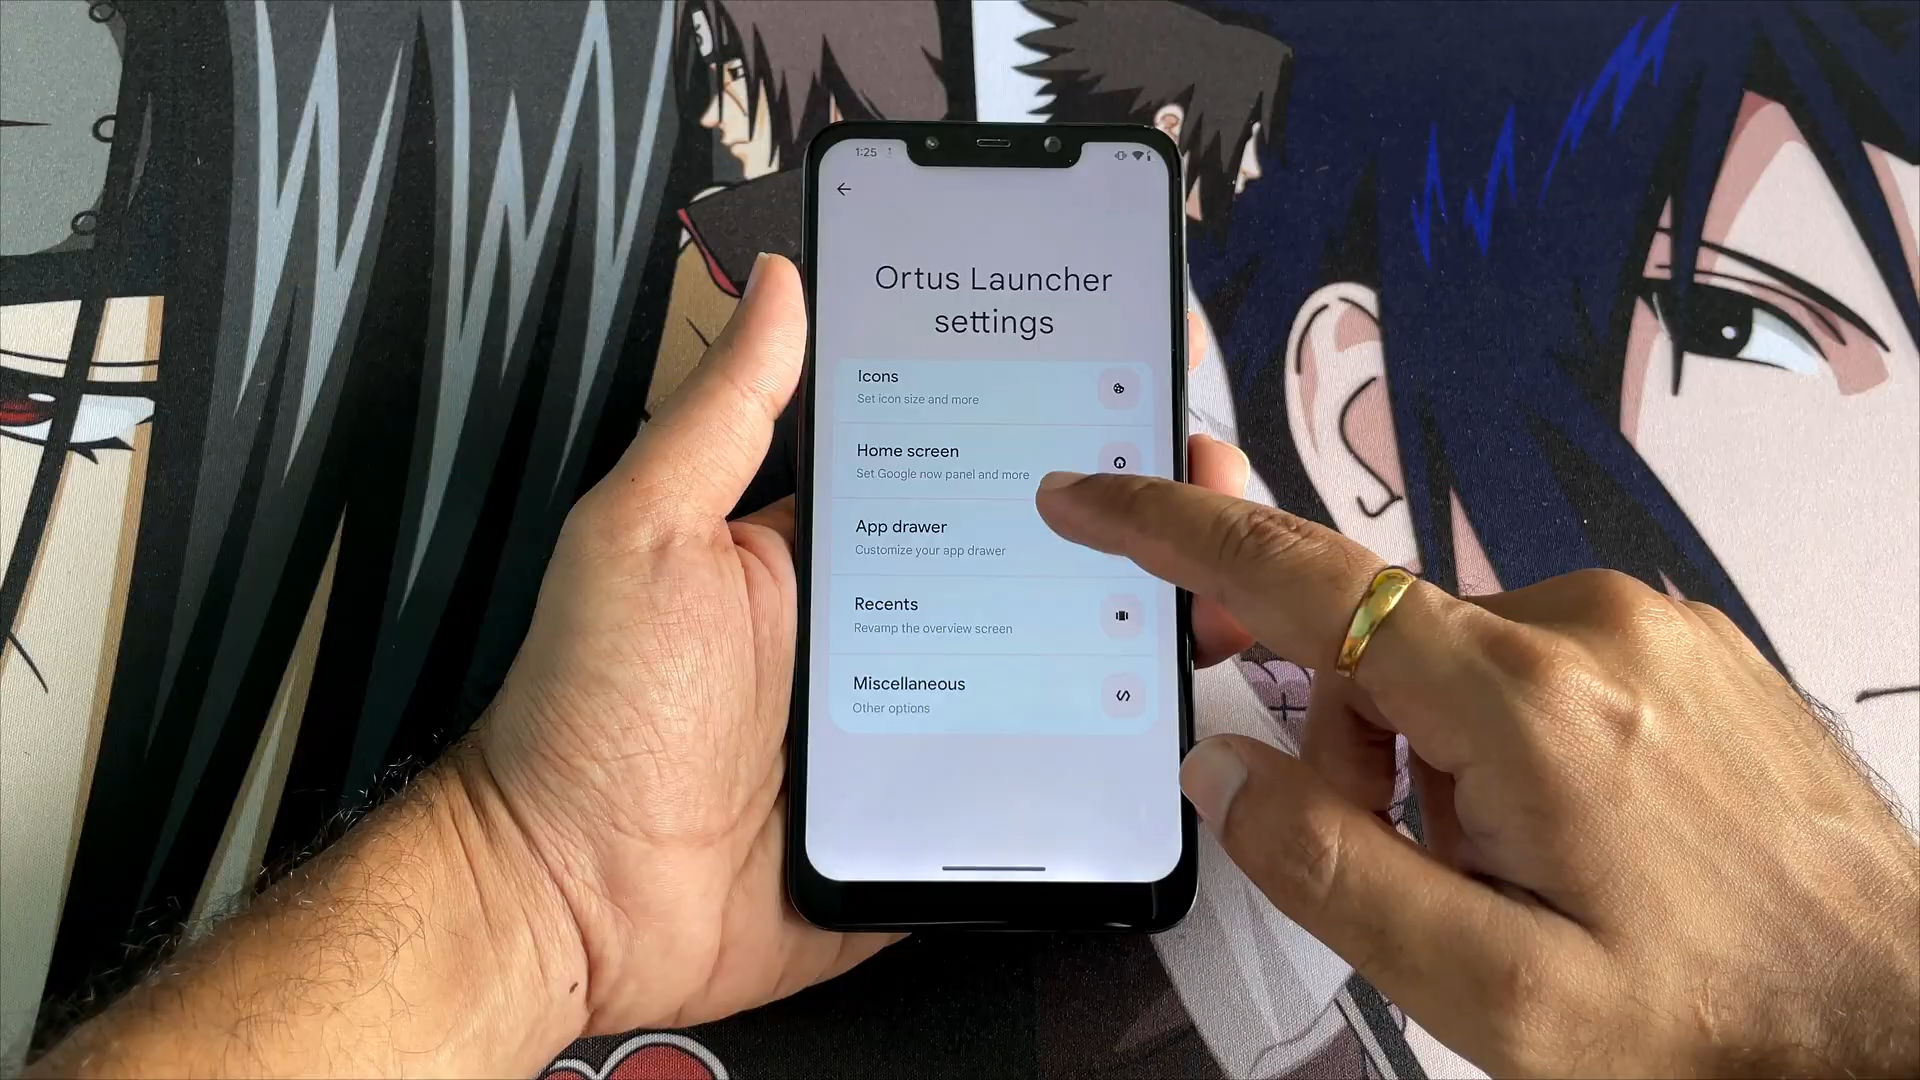 1:25
Ortus Launcher
settings
Icons
Set icon size and more
Home screen
Set Google now panel and more
App drawer
Customize your app drawer
Recents
Revamp the overview screen
Miscellaneous
Other options